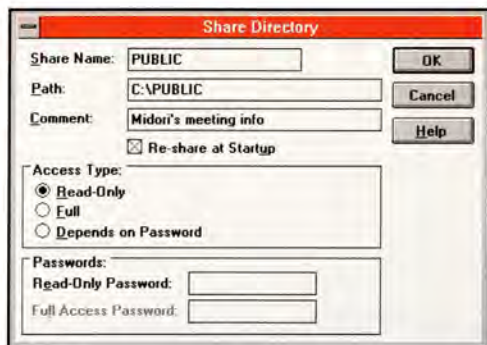 Share Directory
Share Name: PUBLIC
OK
Path: C:\PUBLIC
Cancel
Comment: Midori's meeting info
Help
Re-share at Startup
Access Type:
Read-Only
Full
Depends on Password
Passwords:
Read-Only Password:
Full Access Password: